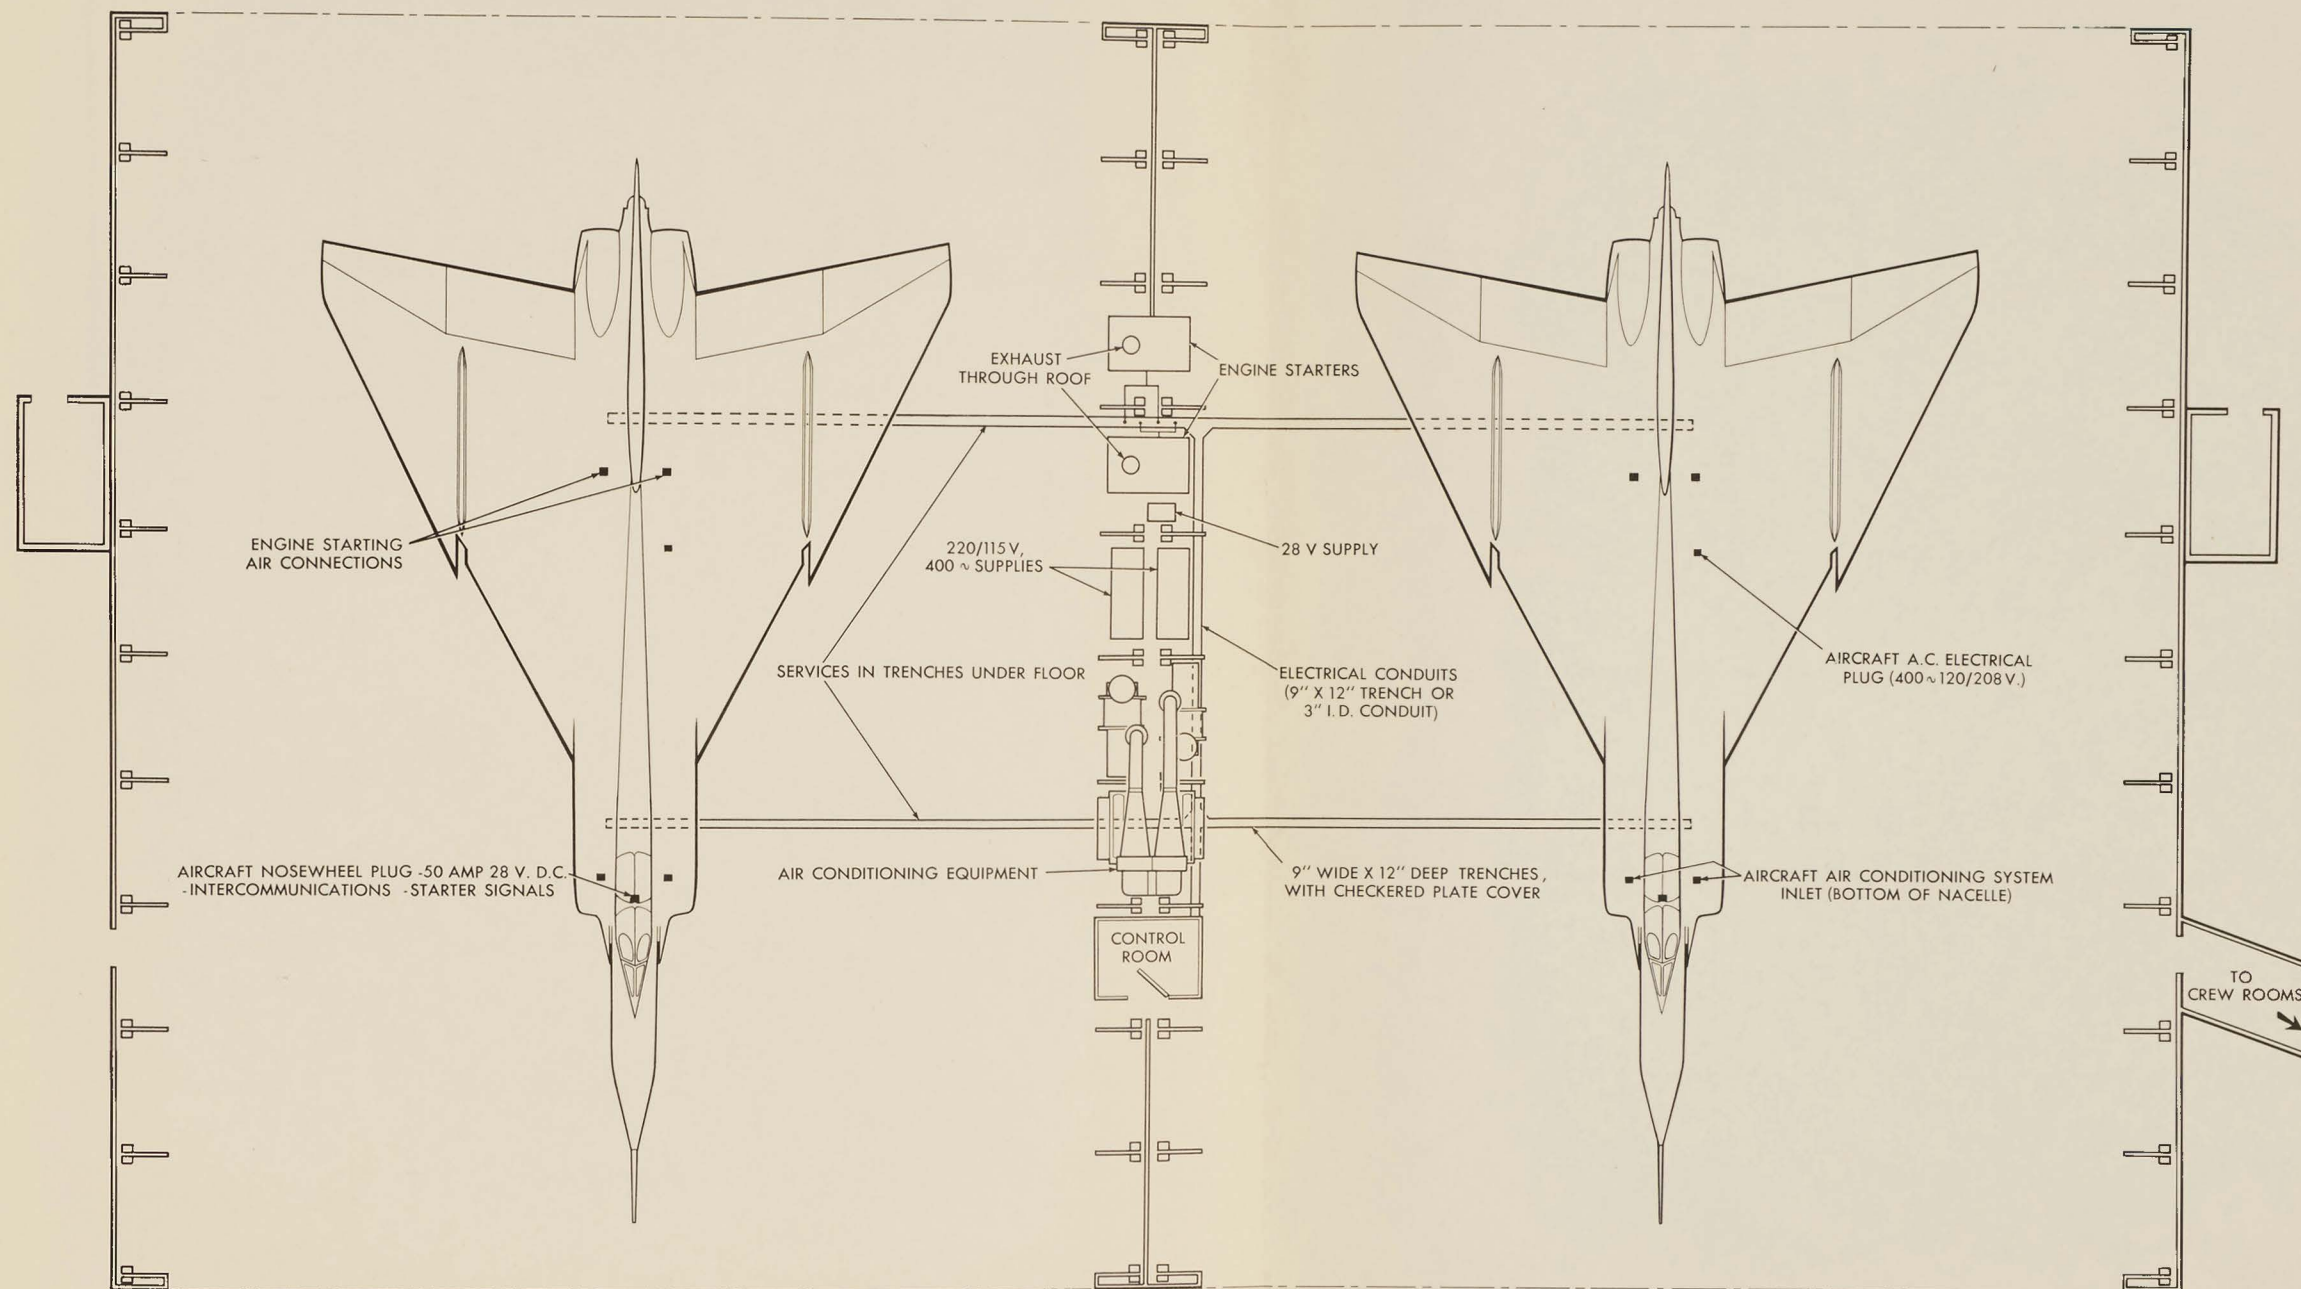 EXHAUST
THROUGH ROOF
ENGINE STARTERS
ENGINE STARTING
AIR CONNECTIONS
220/115 V,
400 ~ SUPPLIES
28 V SUPPLY
SERVICES IN TRENCHES UNDER FLOOR
ELECTRICAL CONDUITS
(9" X 12" TRENCH OR
3" I.D. CONDUIT)
AIRCRAFT A.C. ELECTRICAL
PLUG (400~120/208 V.)
AIRCRAFT NOSEWHEEL PLUG -50 AMP 28 V. D.C.
-INTERCOMMUNICATIONS -STARTER SIGNALS
AIR CONDITIONING EQUIPMENT
9" WIDE X 12" DEEP TRENCHES,
WITH CHECKERED PLATE COVER
AIRCRAFT AIR CONDITIONING SYSTEM
INLET (BOTTOM OF NACELLE)
CONTROL
ROOM
TO
CREW ROOMS